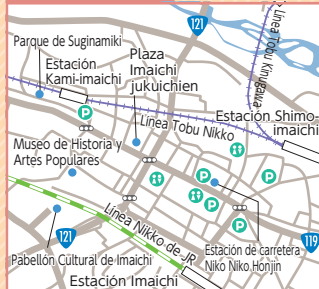 121
Línea Tobu Kinugawa
Parque de Suginamiki
Estación
Kami-imaichi
Plaza
Imaichi
jukuichien
Estación Shimo-
imaichi
P
Línea Tobu Nikko
Museo de Historia y
Artes Populares
P
P
P
P
Línea Nikko de JR
119
121
Estación de carretera
Niko Niko Honjin
Pabellón Cultural de Imaichi
Estación Imaichi